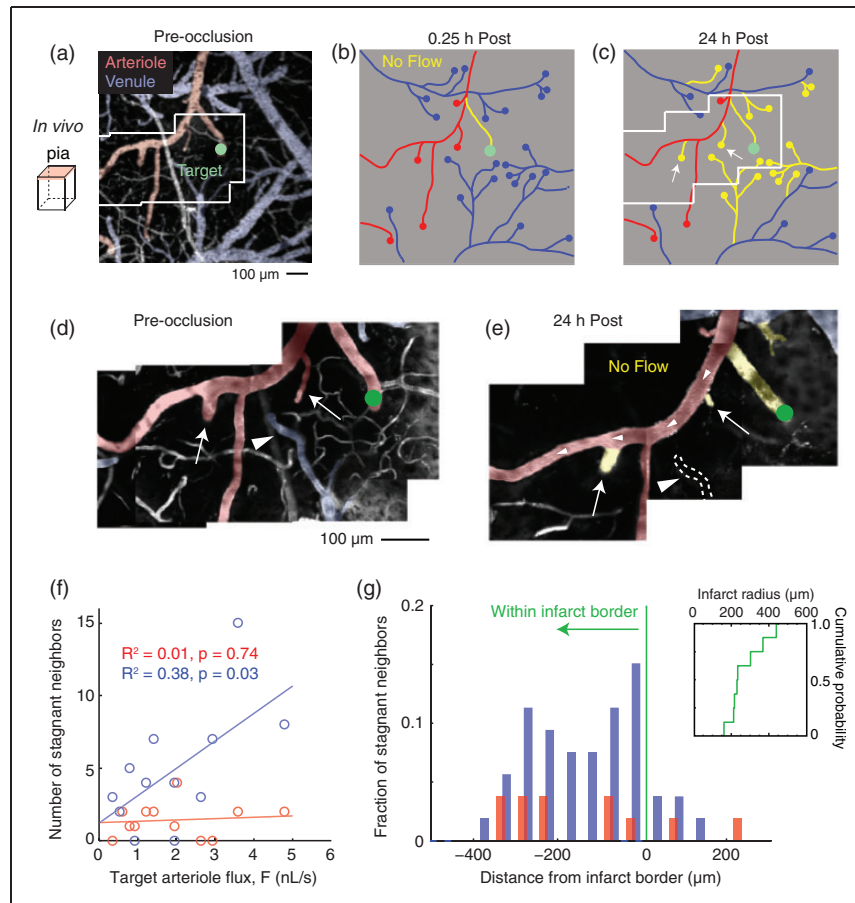 (a)
Pre-occlusion
Arteriole
Venule
In vivo
pia
Target
100 µm
(b)
0.25 h Post
No Flow
(c)
24 h Post
100 µm
(d)
Pre-occlusion
100 µm
(e)
24 h Post
No Flow
(f)
Number of stagnant neighbors
15
10
5
0
R² = 0.01, p = 0.74
R² = 0.38, p = 0.03
0 1 2 3 4 5 6
Target arteriole flux, F (nL/s)
(g)
Fraction of stagnant neighbors
0.2
0.1
0
Within infarct border
−400 −200 0 200
Distance from infarct border (µm)
Infarct radius (µm)
0 200 400 600
1.0
0.5
0
Cumulative probability